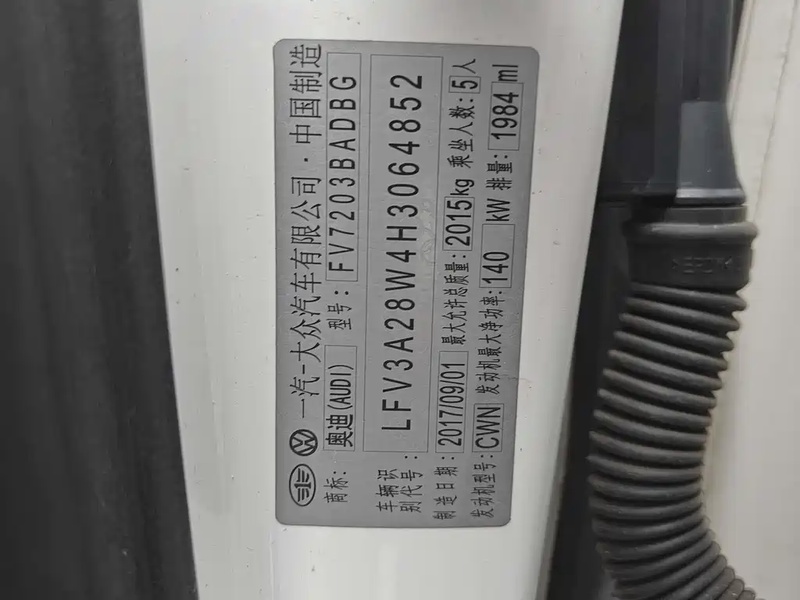 一汽-大众汽车有限公司·中国制造
商标: 奥迪(AUDI) 型号: FV7203BADBG
车辆识别代号: LFV3A28W4H3064852
制造日期: 2017/09/01 最大允许总质量: 2015kg 乘坐人数: 5人
发动机型号: CWN 发动机最大净功率: 140 kW 排量: 1984 ml